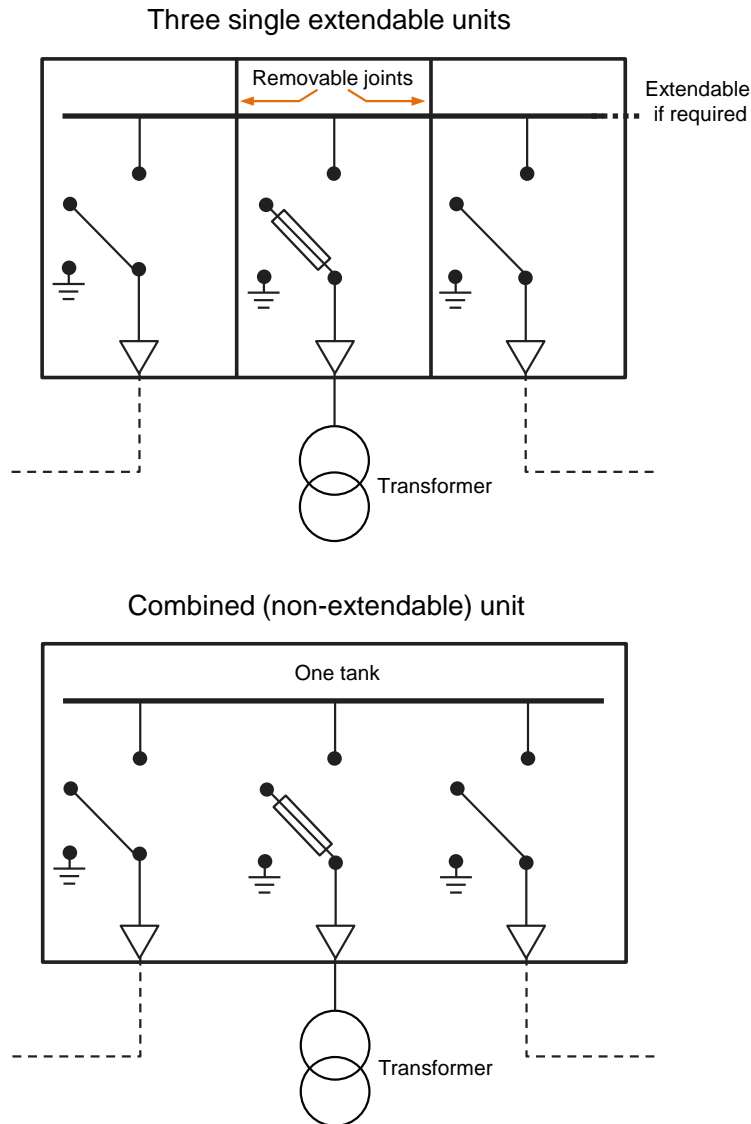 Three single extendable units
Removable joints
Extendable
if required
Transformer
Combined (non-extendable) unit
One tank
Transformer